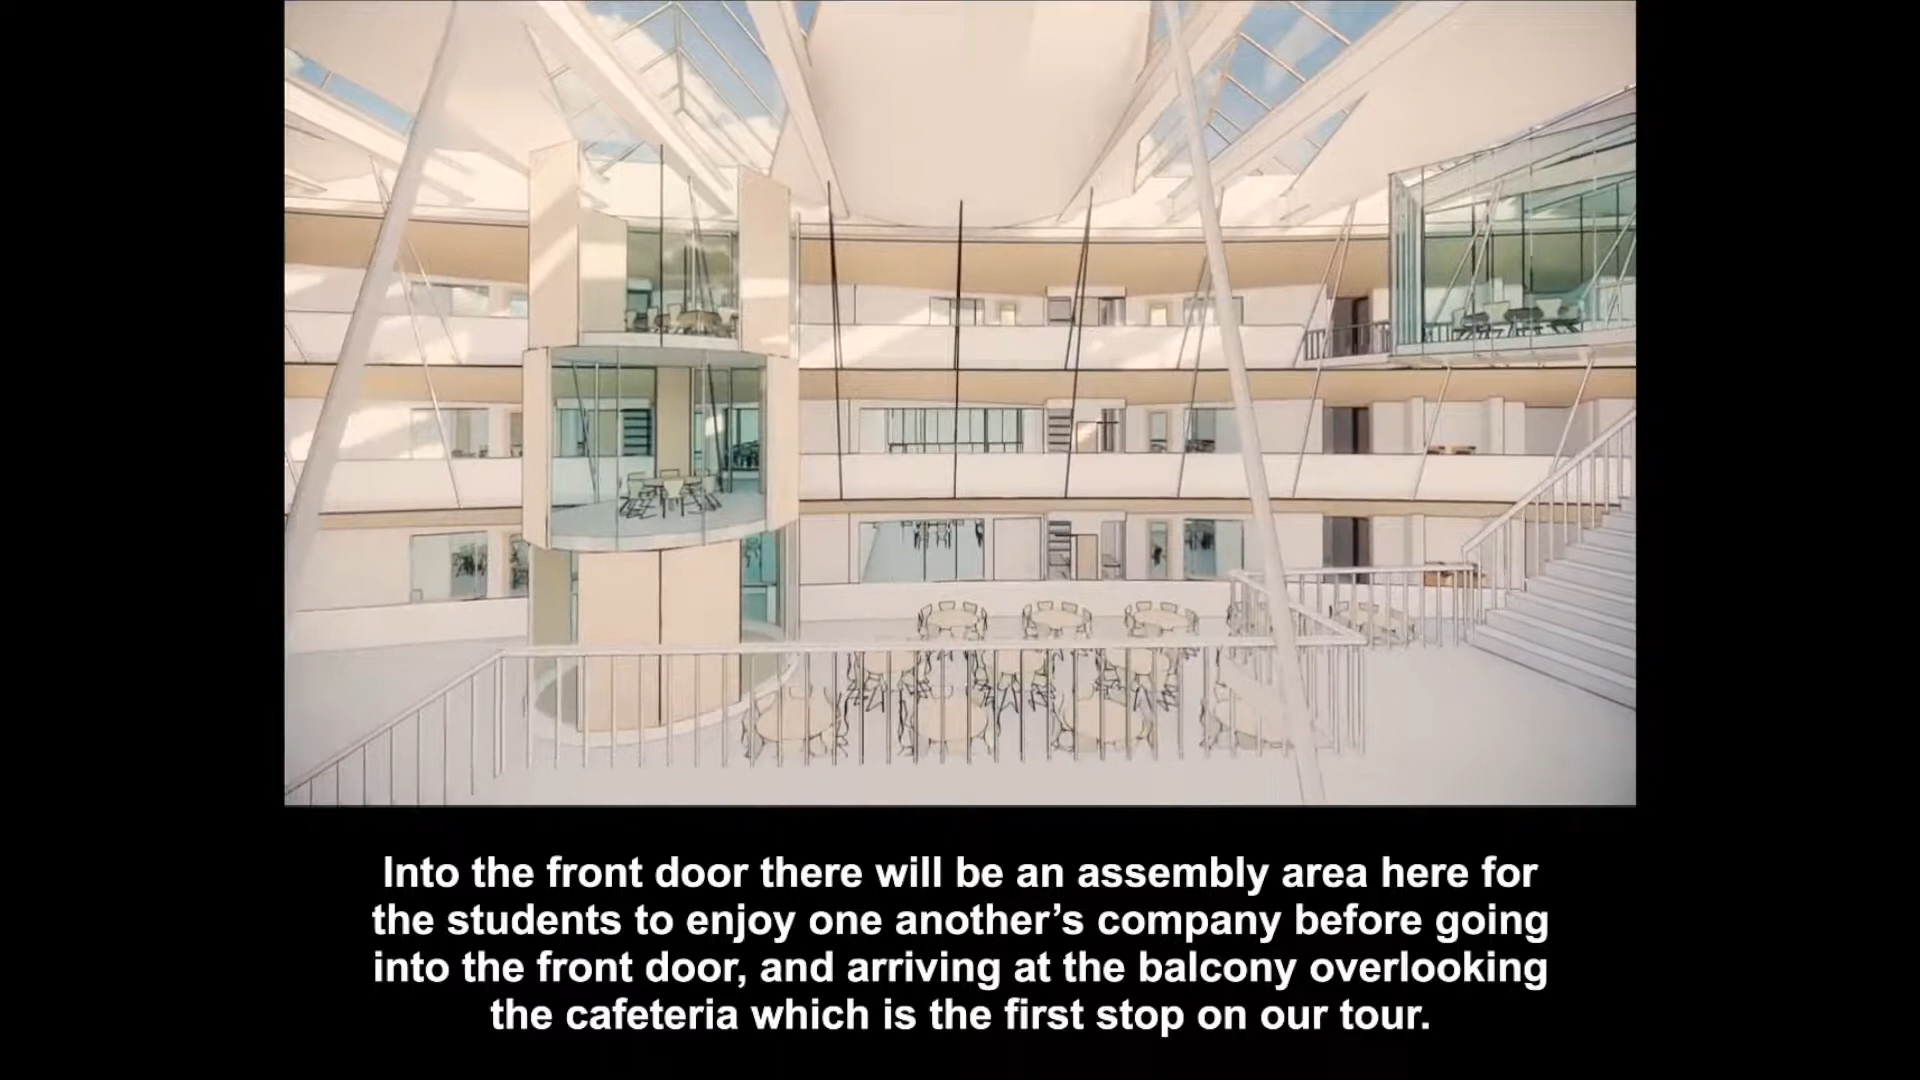 Into the front door there will be an assembly area here for
the students to enjoy one another’s company before going
into the front door, and arriving at the balcony overlooking
the cafeteria which is the first stop on our tour.